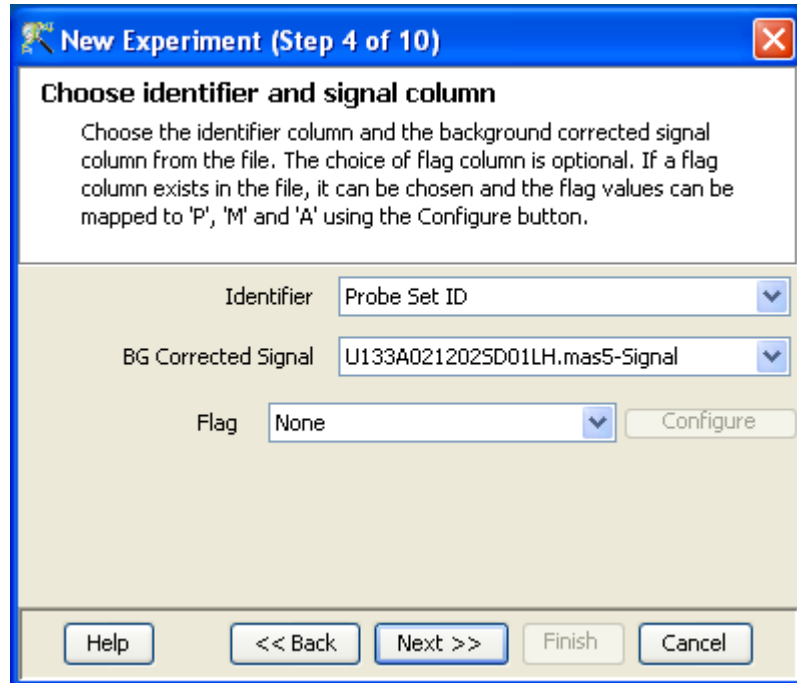 New Experiment (Step 4 of 10)
Choose identifier and signal column
Choose the identifier column and the background corrected signal
column from the file. The choice of flag column is optional. If a flag
column exists in the file, it can be chosen and the flag values can be
mapped to 'P', 'M' and 'A' using the Configure button.
Identifier Probe Set ID
BG Corrected Signal U133A021202SD01LH.mas5-Signal
Flag None Configure
Help << Back Next >> Finish Cancel